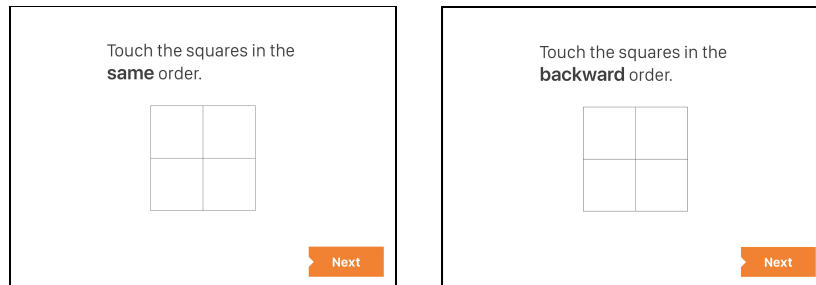 Touch the squares in the
same order.
Next
Touch the squares in the
backward order.
Next